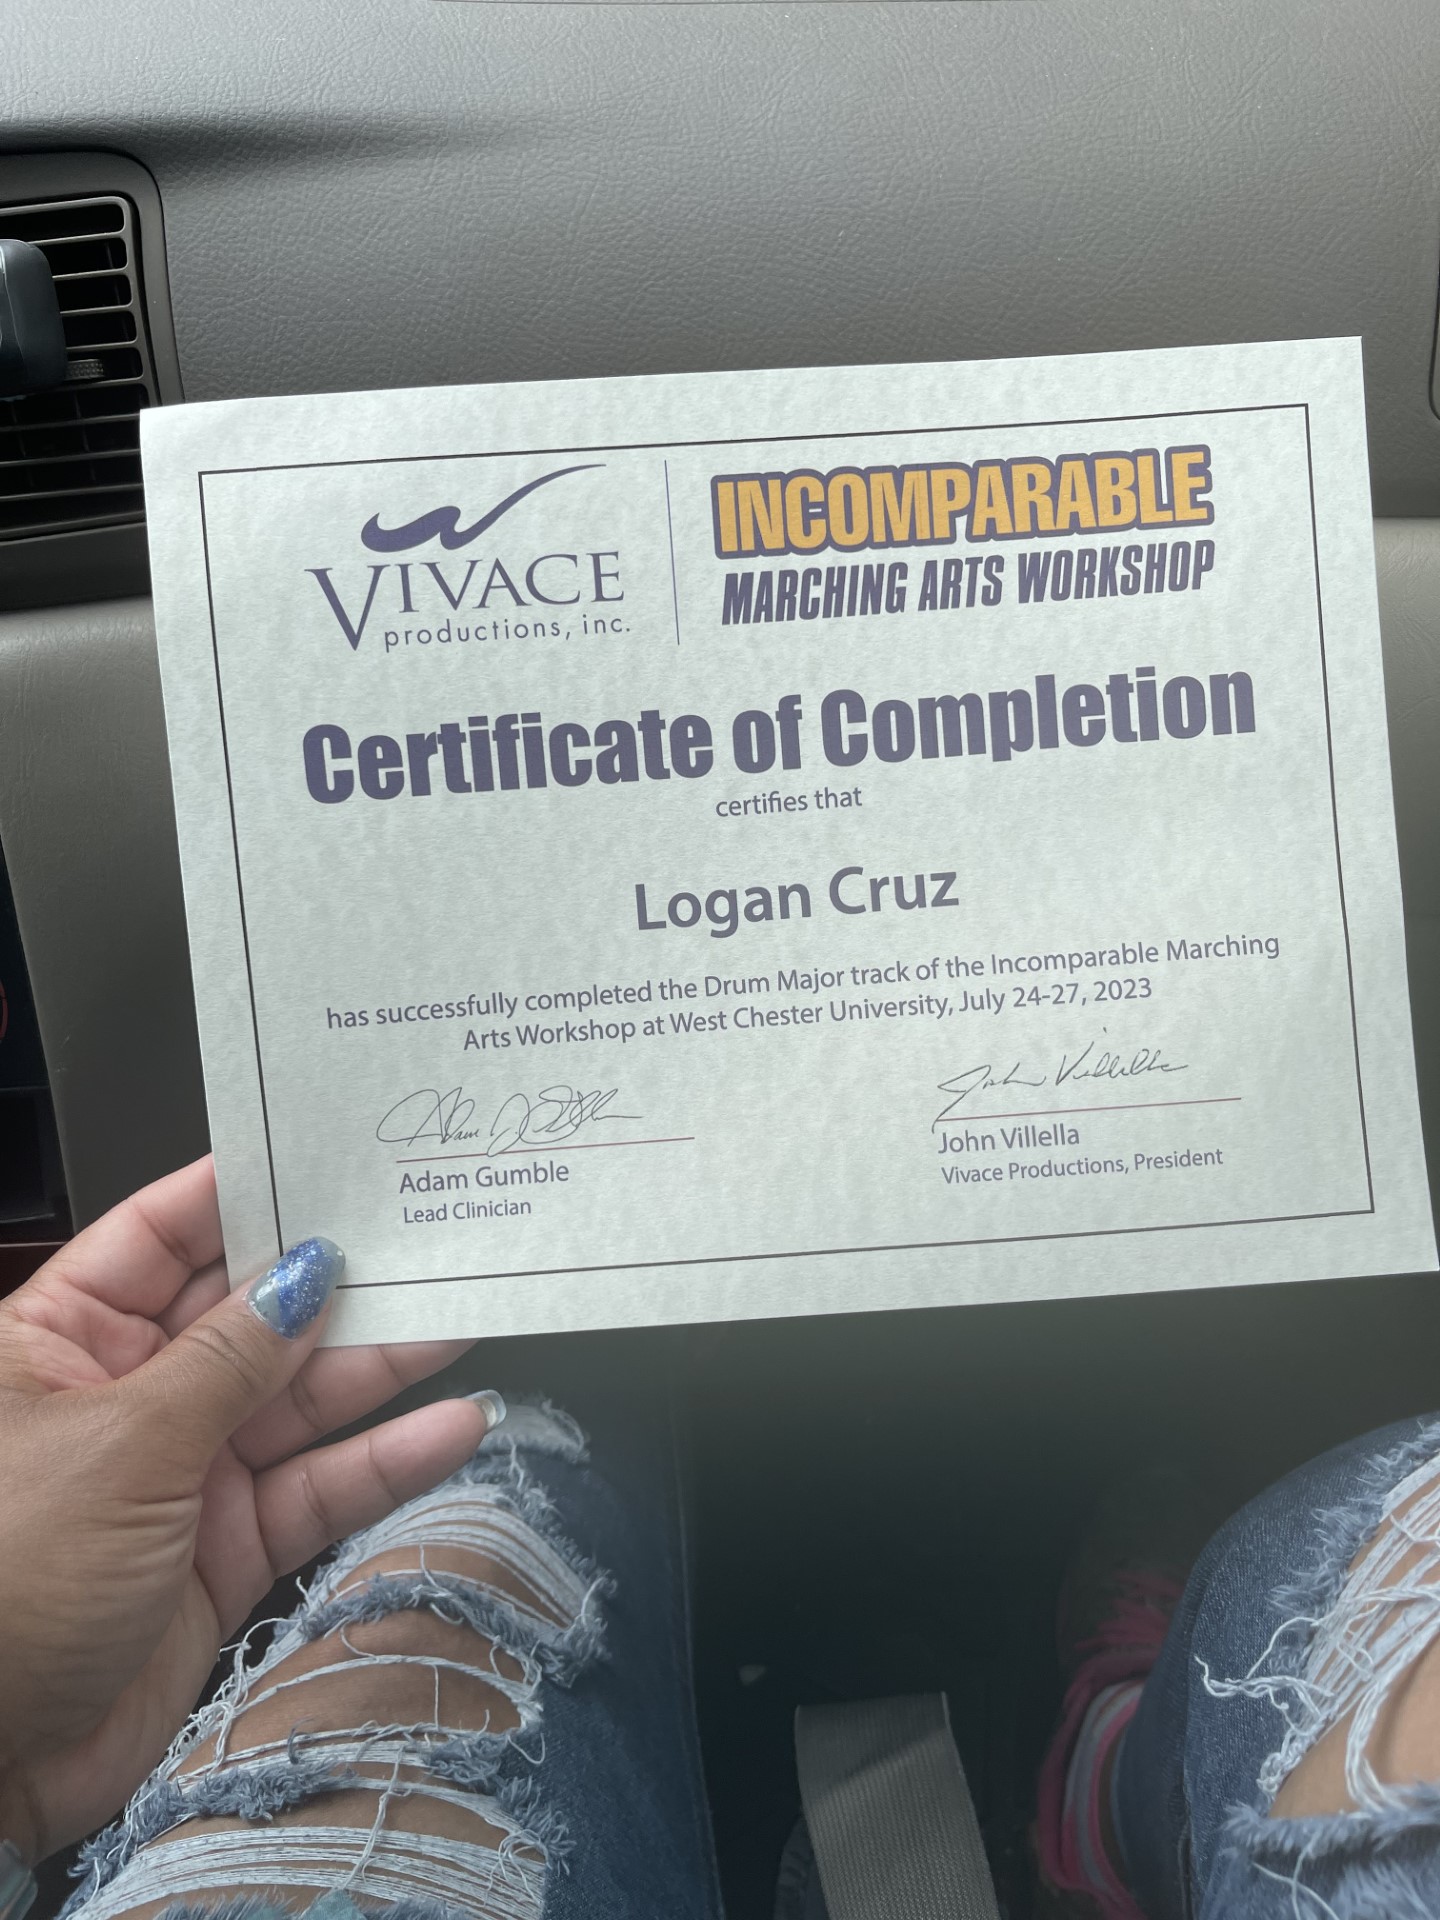 VIVACE
productions, inc.
INCOMPARABLE
MARCHING ARTS WORKSHOP
Certificate of Completion
certifies that
Logan Cruz
has successfully completed the Drum Major track of the Incomparable Marching
Arts Workshop at West Chester University, July 24-27, 2023
John Villella
Adam Gumble
Lead Clinician
John Villella
Vivace Productions, President